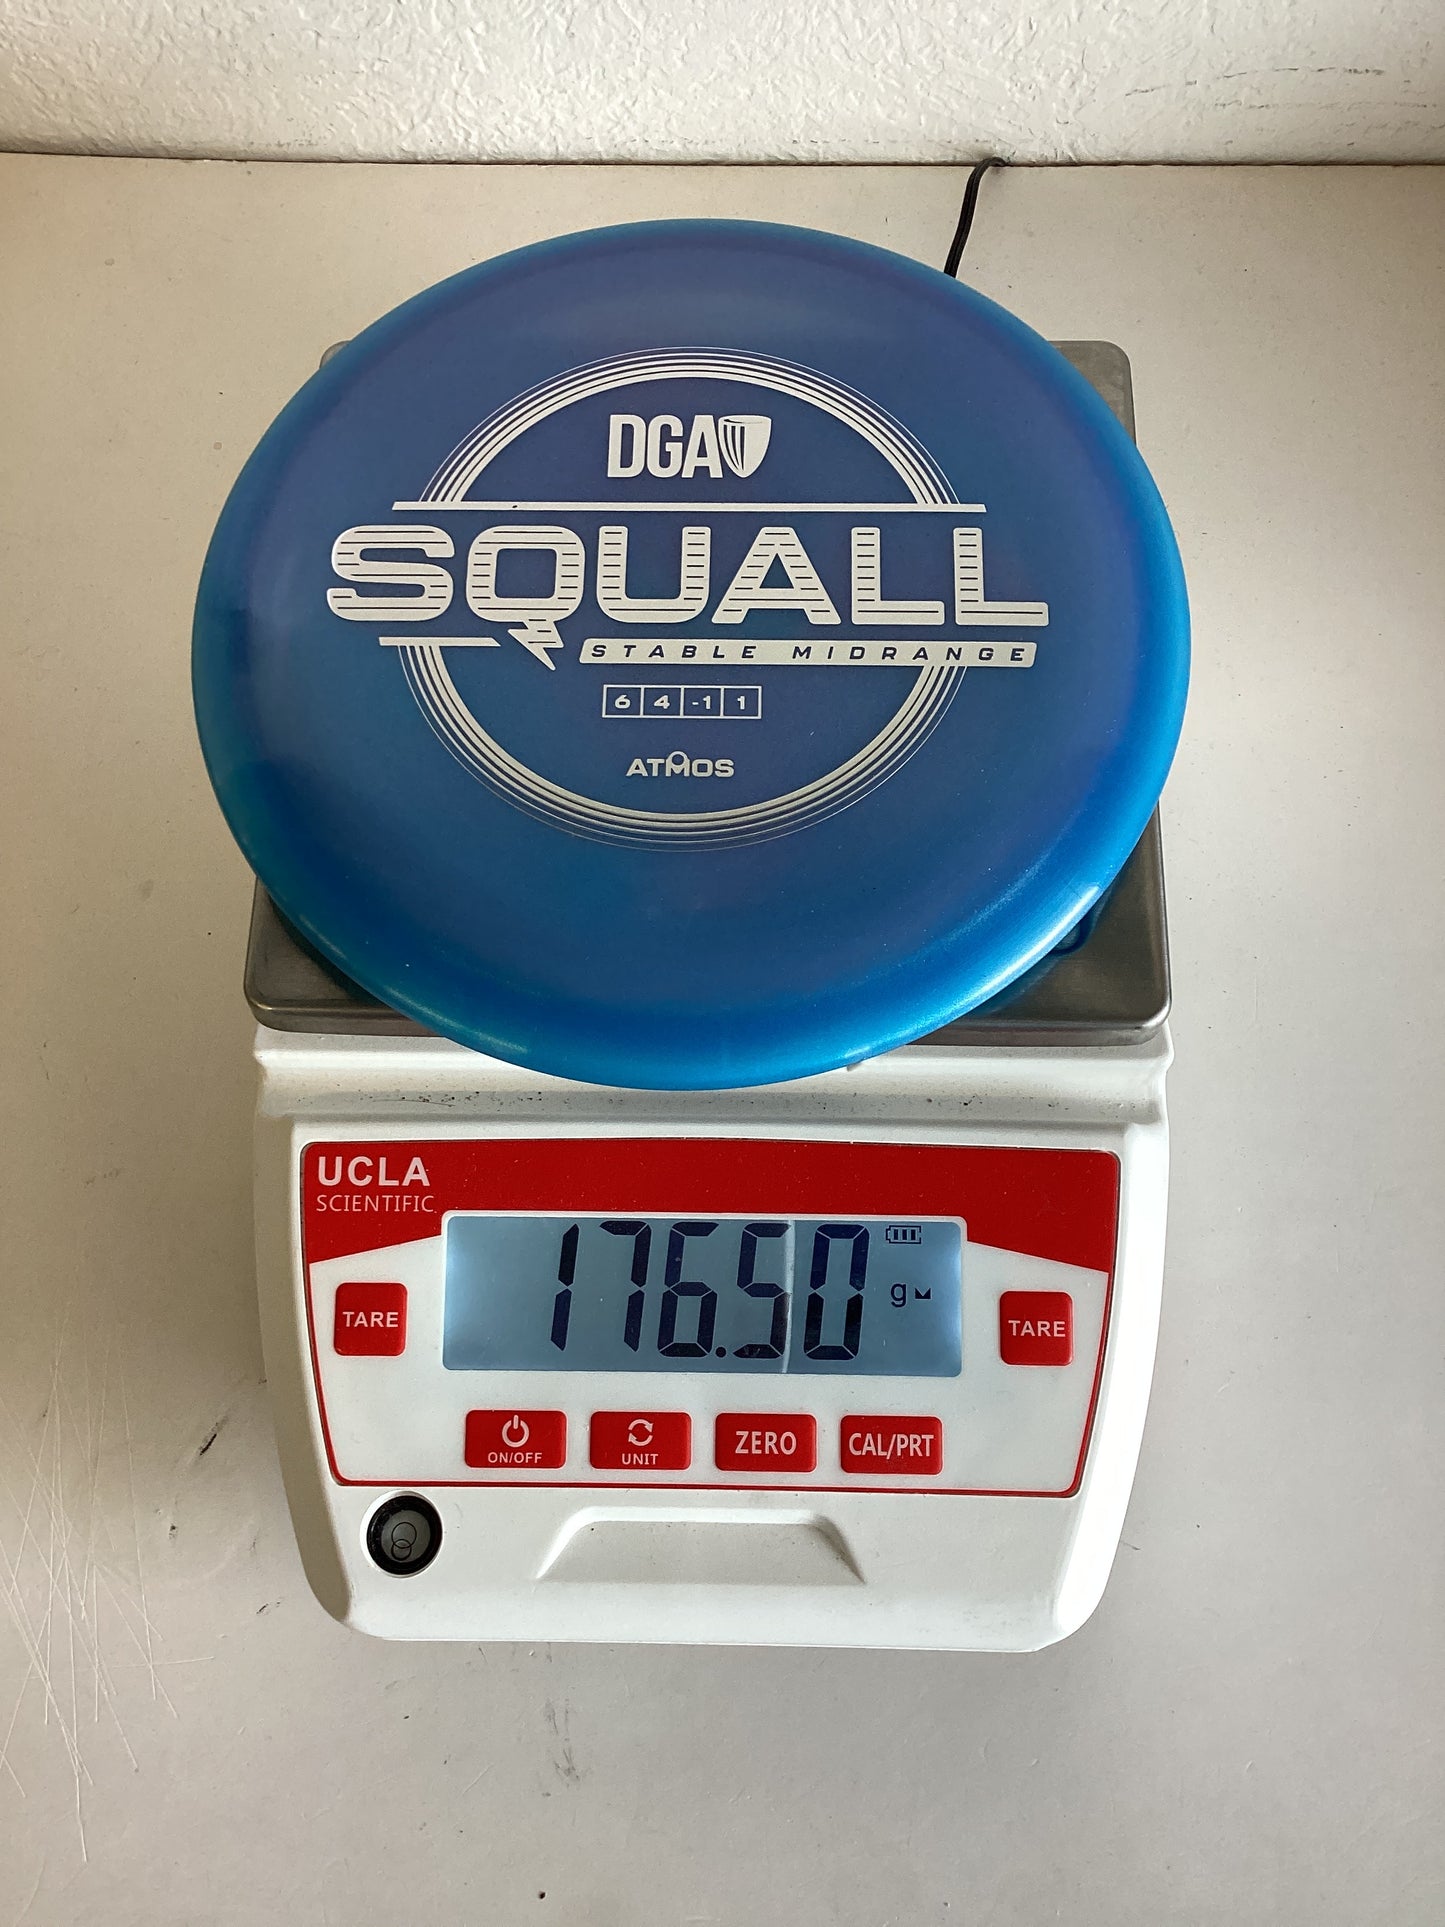 DGA
SQUALL
STABLE MIDRANGE
6 4 -1 1
ATMOS
UCLA
SCIENTIFIC
176.50 g
TARE TARE
ON/OFF UNIT ZERO CAL/PRT